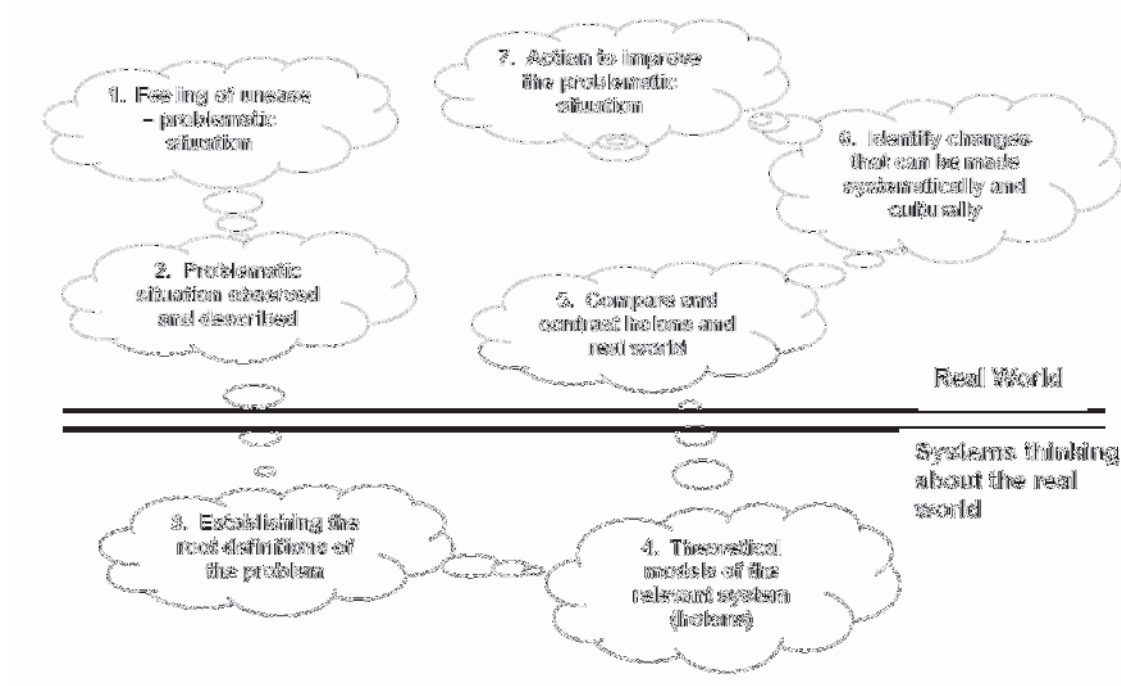 1. Feeling of unease
– problematic
situation
2. Problematic
situation observed
and described
3. Establishing the
root definitions of
the problem
4. Theoretical
models of the
relevant system
(holons)
5. Compare and
contrast holons and
real world
6. Identify changes
that can be made
systematically and
culturally
7. Action to improve
the problematic
situation
Real World
Systems thinking
about the real
world